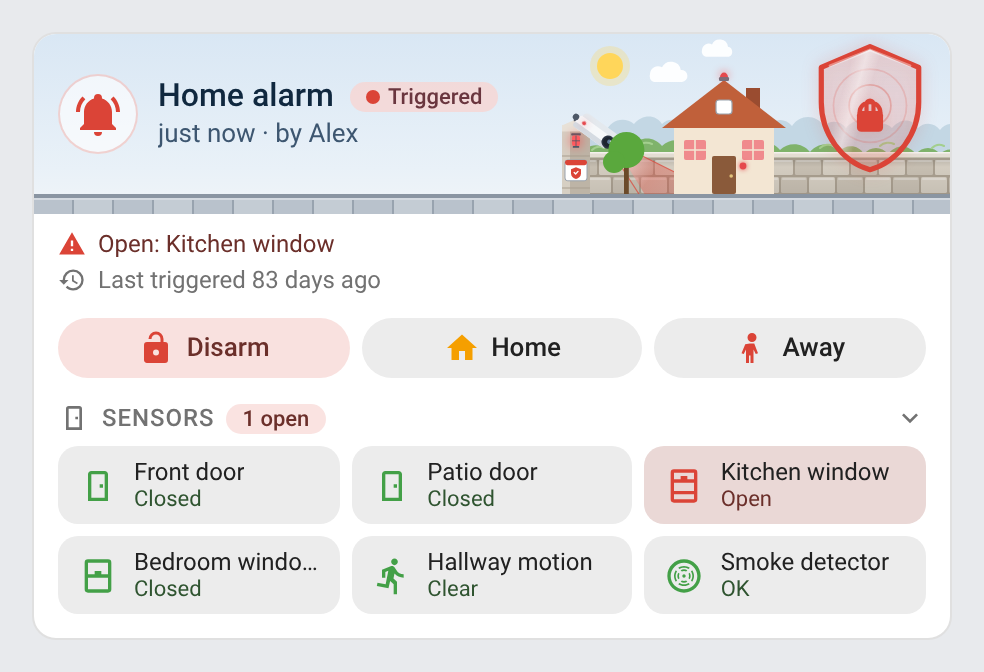 Home alarm
Triggered
just now · by Alex
Open: Kitchen window
Last triggered 83 days ago
Disarm
Home
Away
SENSORS
1 open
Front door
Closed
Patio door
Closed
Kitchen window
Open
Bedroom windo...
Closed
Hallway motion
Clear
Smoke detector
OK